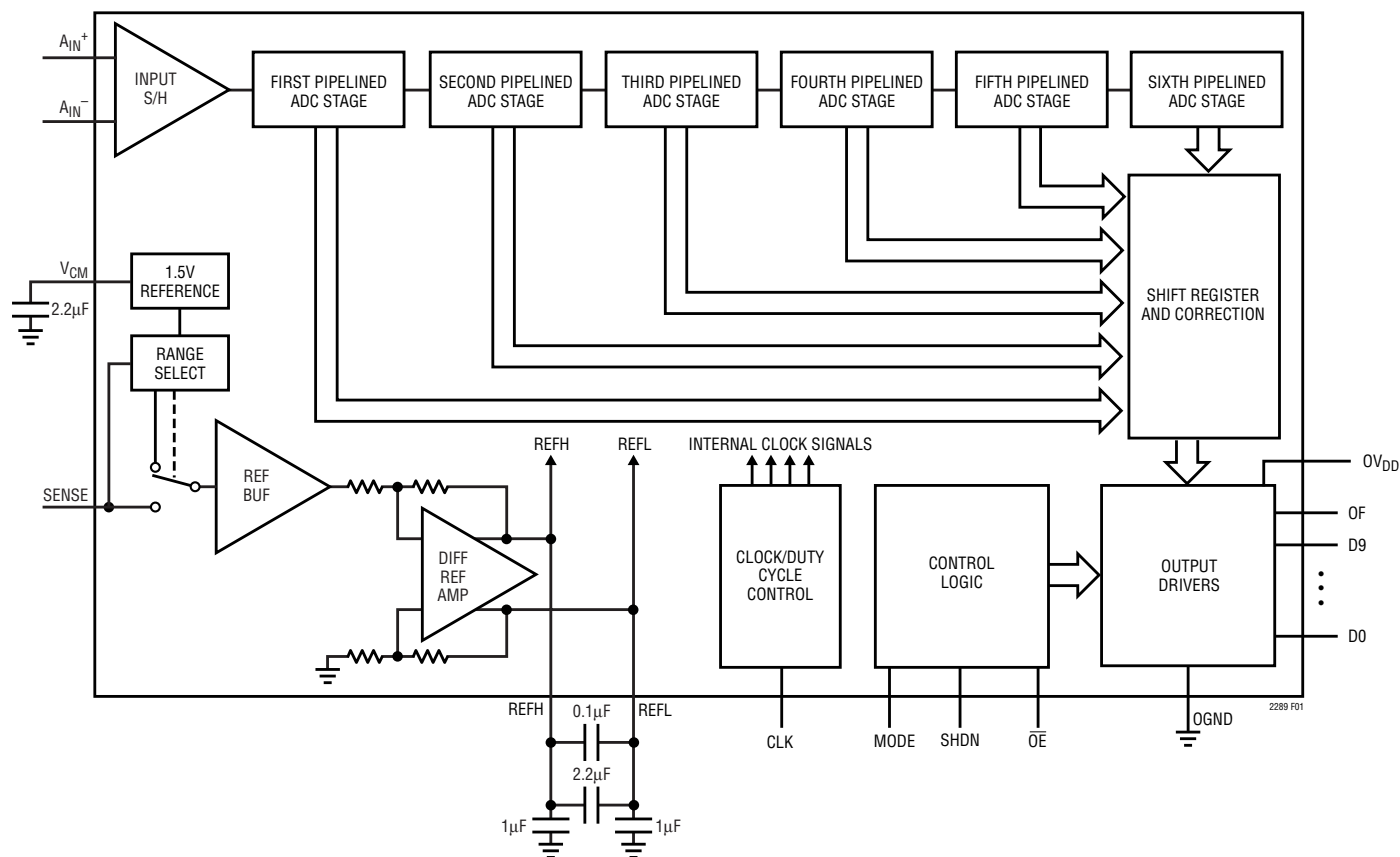 AIN+
INPUT
S/H
AIN–
FIRST PIPELINED
ADC STAGE
SECOND PIPELINED
ADC STAGE
THIRD PIPELINED
ADC STAGE
FOURTH PIPELINED
ADC STAGE
FIFTH PIPELINED
ADC STAGE
SIXTH PIPELINED
ADC STAGE
VCM
2.2µF
1.5V
REFERENCE
RANGE
SELECT
SHIFT REGISTER
AND CORRECTION
SENSE
REF
BUF
REFH
REFL
INTERNAL CLOCK SIGNALS
DIFF
REF
AMP
CLOCK/DUTY
CYCLE
CONTROL
CONTROL
LOGIC
OUTPUT
DRIVERS
OVDD
OF
D9
D0
REFH
0.1µF
REFL
2.2µF
1µF
1µF
CLK
MODE
SHDN
O̅E̅
OGND
2289 F01